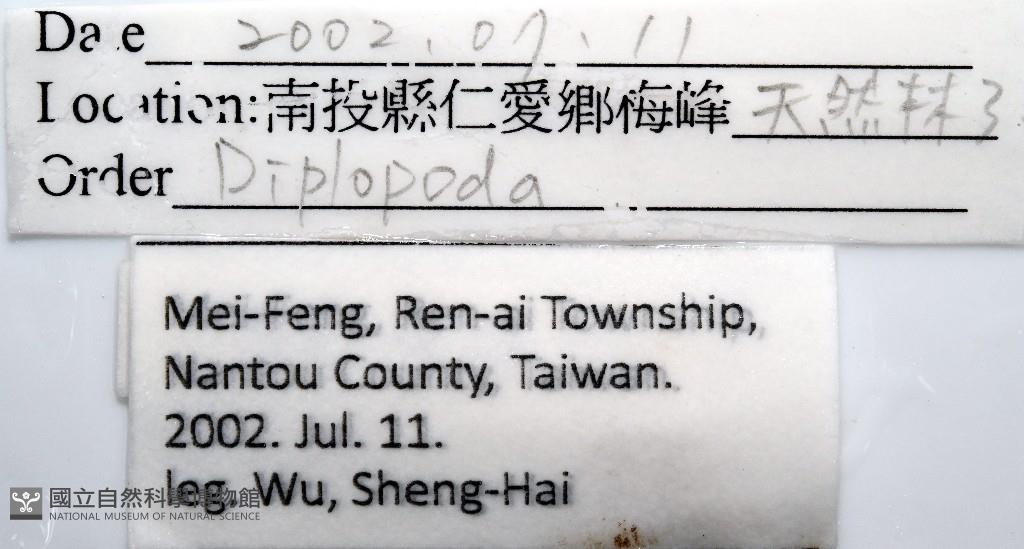 Date 2002.07.11
Location:南投縣仁愛鄉梅峰 天然林3
Order Diplopoda
Mei-Feng, Ren-ai Township,
Nantou County, Taiwan.
2002. Jul. 11.
leg. Wu, Sheng-Hai
國立自然科學博物館
NATIONAL MUSEUM OF NATURAL SCIENCE